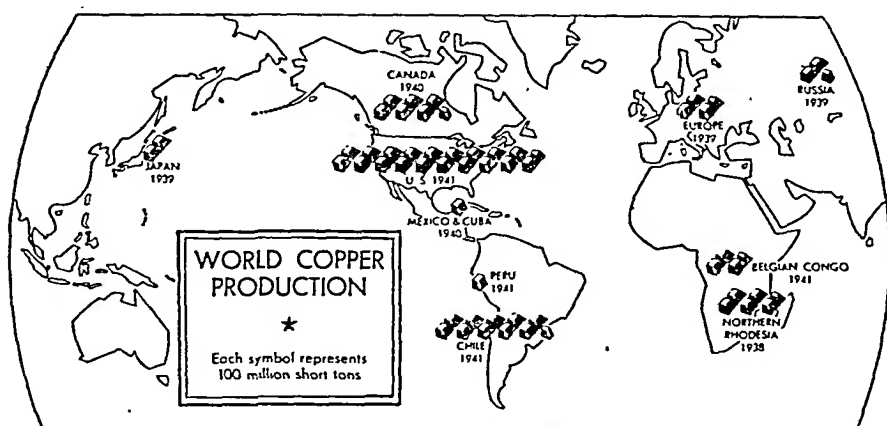 CANADA
1940
RUSSIA
1939
EUROPE
1939
JAPAN
1939
U S 1941
MEXICO & CUBA
1940
WORLD COPPER
PRODUCTION
Each symbol represents
100 million short tons
PERU
1941
BELGIAN CONGO
1941
NORTHERN
RHODESIA
1938
CHILE
1941